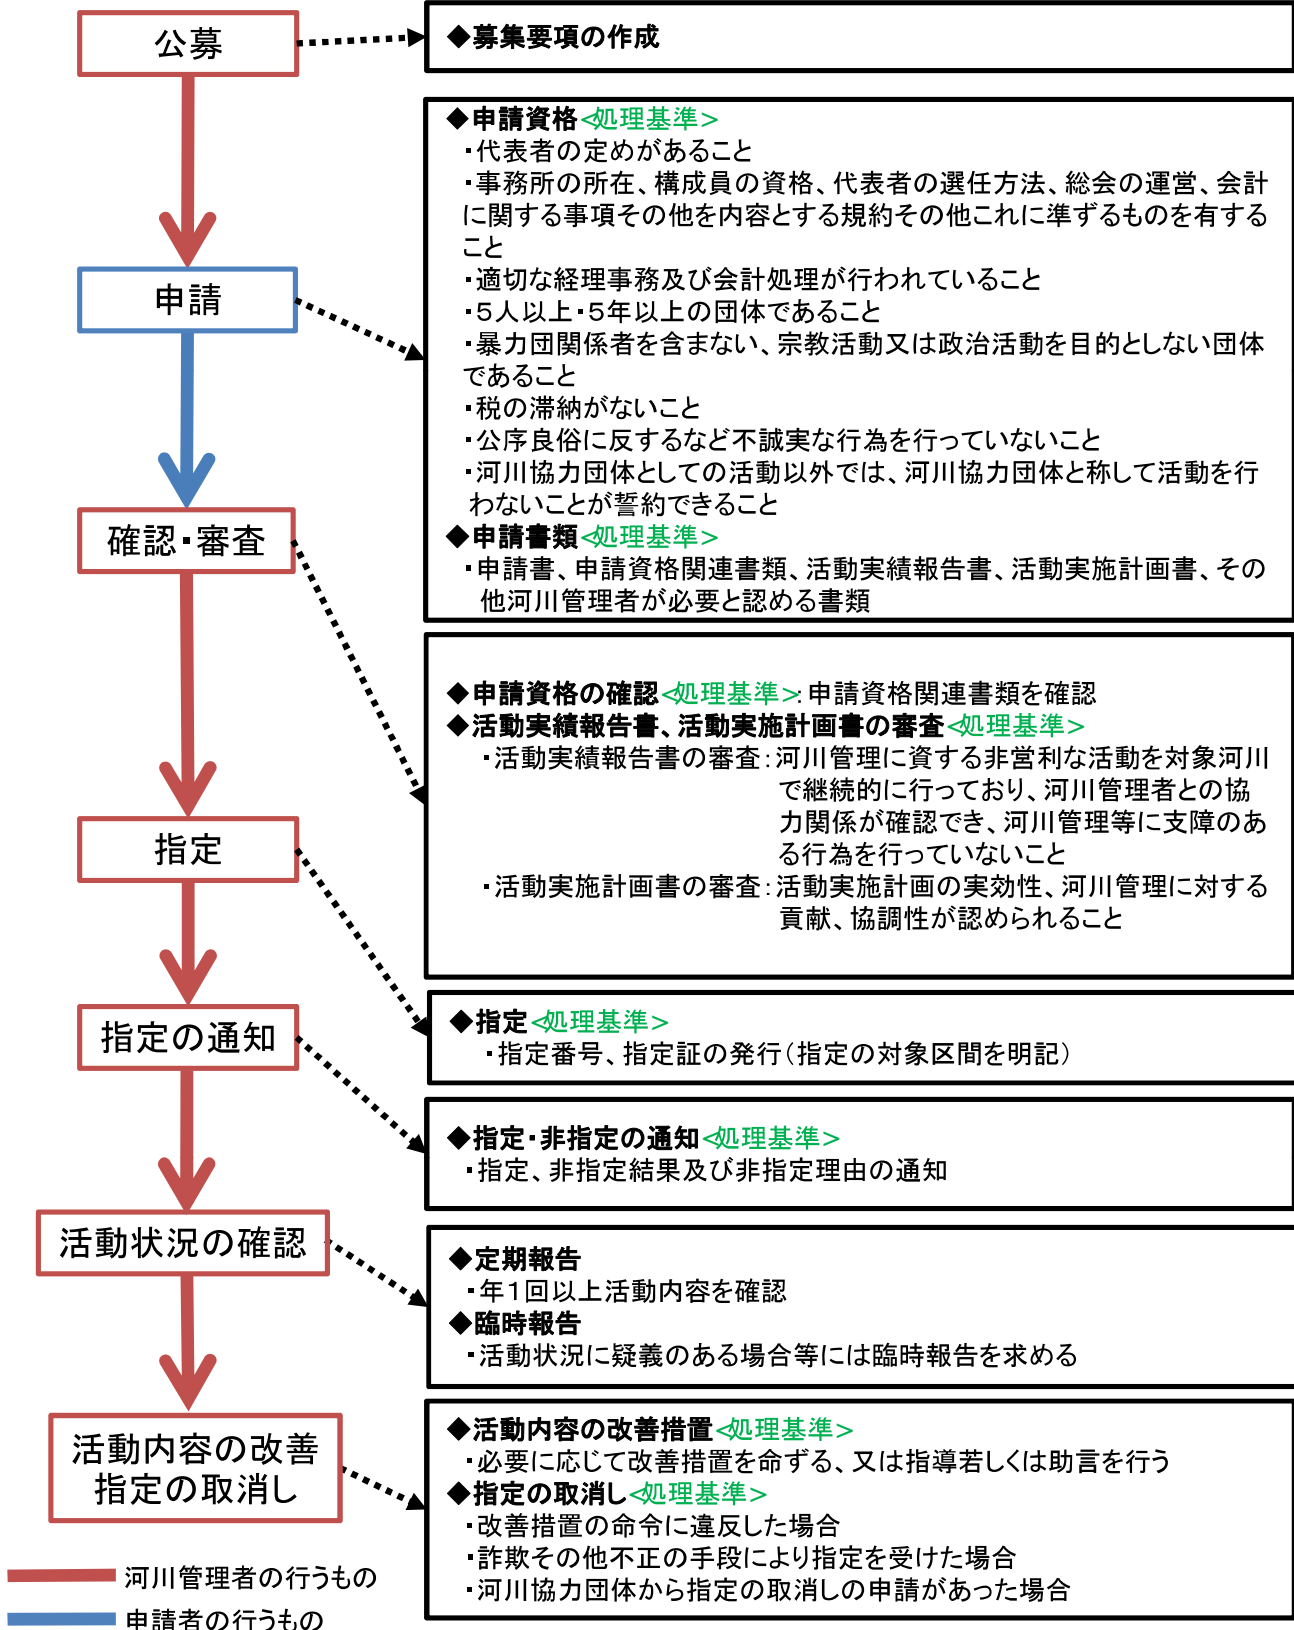 公募
◆募集要項の作成
申請
◆申請資格<処理基準>
・代表者の定めがあること
・事務所の所在、構成員の資格、代表者の選任方法、総会の運営、会計
に関する事項その他を内容とする規約その他これに準ずるものを有する
こと
・適切な経理事務及び会計処理が行われていること
・5人以上・5年以上の団体であること
・暴力団関係者を含まない、宗教活動又は政治活動を目的としない団体
であること
・税の滞納がないこと
・公序良俗に反するなど不誠実な行為を行っていないこと
・河川協力団体としての活動以外では、河川協力団体と称して活動を行
わないことが誓約できること
◆申請書類<処理基準>
・申請書、申請資格関連書類、活動実績報告書、活動実施計画書、その
他河川管理者が必要と認める書類
確認・審査
◆申請資格の確認<処理基準>:申請資格関連書類を確認
◆活動実績報告書、活動実施計画書の審査<処理基準>
・活動実績報告書の審査:河川管理に資する非営利な活動を対象河川
で継続的に行っており、河川管理者との協
力関係が確認でき、河川管理等に支障のあ
る行為を行っていないこと
・活動実施計画書の審査:活動実施計画の実効性、河川管理に対する
貢献、協調性が認められること
指定
◆指定<処理基準>
・指定番号、指定証の発行(指定の対象区間を明記)
指定の通知
◆指定・非指定の通知<処理基準>
・指定、非指定結果及び非指定理由の通知
活動状況の確認
◆定期報告
・年1回以上活動内容を確認
◆臨時報告
・活動状況に疑義のある場合等には臨時報告を求める
活動内容の改善
指定の取消し
◆活動内容の改善措置<処理基準>
・必要に応じて改善措置を命ずる、又は指導若しくは助言を行う
◆指定の取消し<処理基準>
・改善措置の命令に違反した場合
・詐欺その他不正の手段により指定を受けた場合
・河川協力団体から指定の取消しの申請があった場合
河川管理者の行うもの
申請者の行うもの